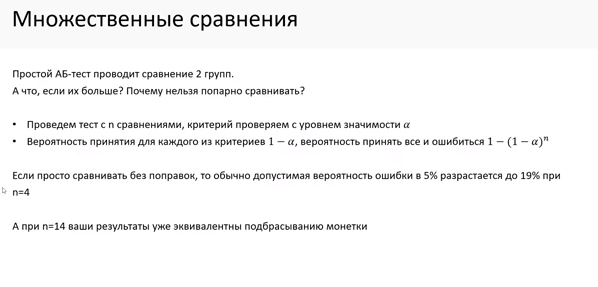 Множественные сравнения
Простой АБ-тест проводит сравнение 2 групп.
А что, если их больше? Почему нельзя попарно сравнивать?
• Проведем тест с n сравнениями, критерий проверяем с уровнем значимости α
• Вероятность принятия для каждого из критериев 1 − α, вероятность принять все и ошибиться 1 − (1 − α)ⁿ
Если просто сравнивать без поправок, то обычно допустимая вероятность ошибки в 5% разрастается до 19% при
n=4
А при n=14 ваши результаты уже эквивалентны подбрасыванию монетки